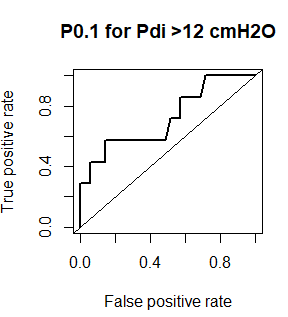 P0.1 for Pdi >12 cmH2O
True positive rate
0.8
0.4
0.0
0.0 0.4 0.8
False positive rate